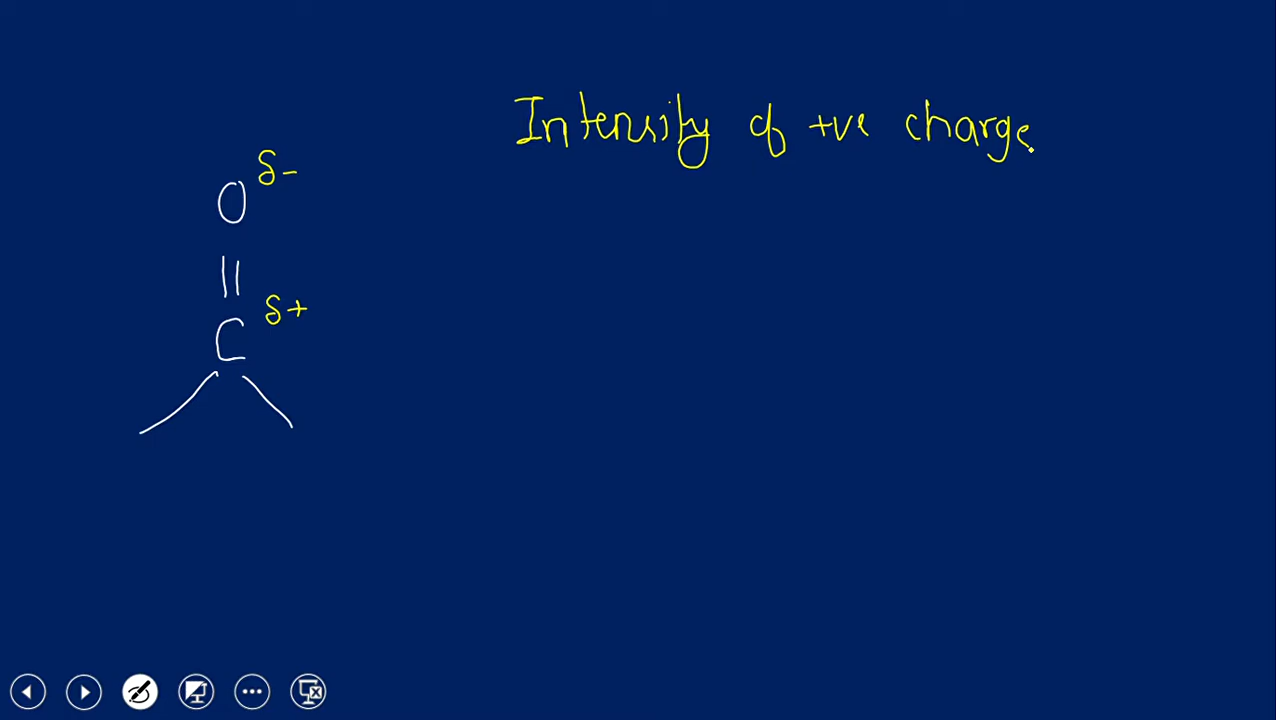 Intensity of +ve charge
δ-
O
||
C δ+